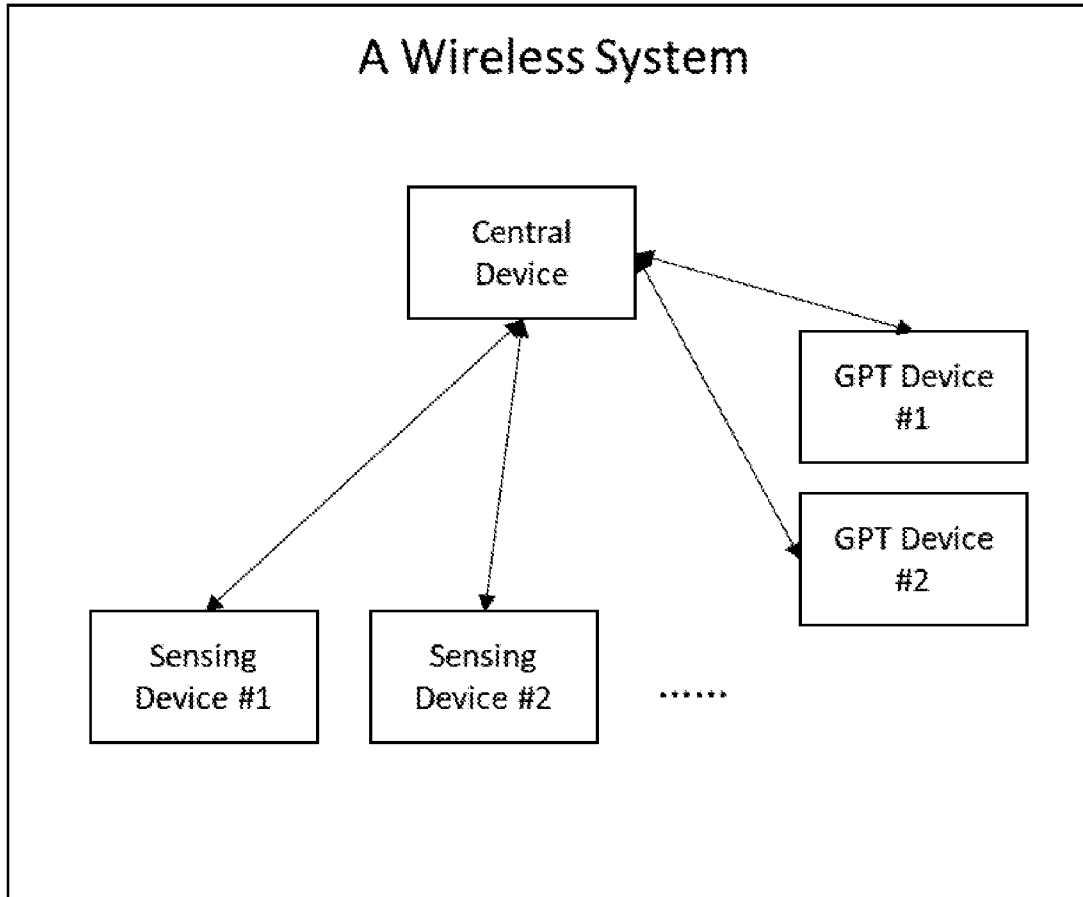 A Wireless System
Central
Device
GPT Device
#1
GPT Device
#2
Sensing
Device #1
Sensing
Device #2
......